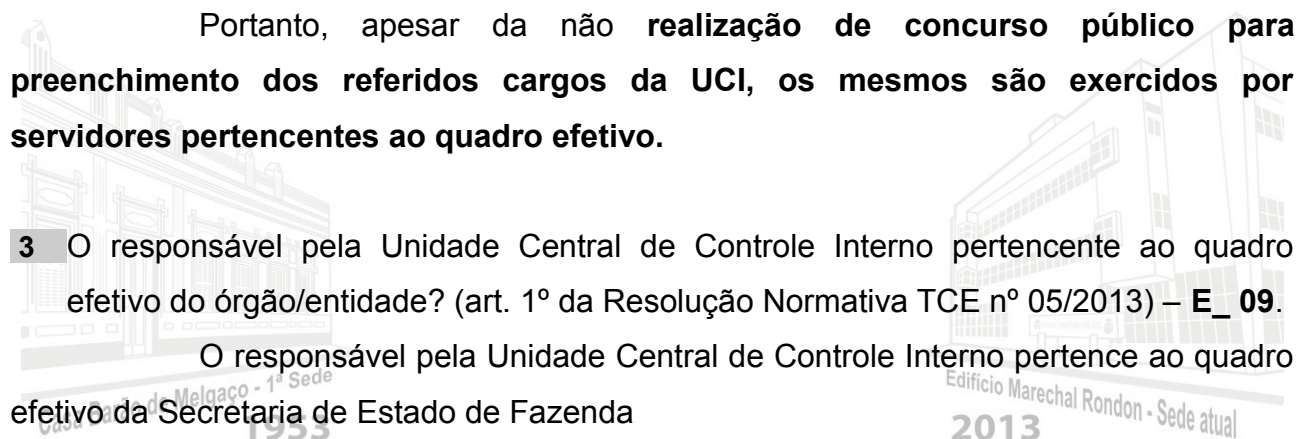 Portanto, apesar da não realização de concurso público para
preenchimento dos referidos cargos da UCI, os mesmos são exercidos por
servidores pertencentes ao quadro efetivo.
3 O responsável pela Unidade Central de Controle Interno pertencente ao quadro
efetivo do órgão/entidade? (art. 1º da Resolução Normativa TCE nº 05/2013) – E_ 09.
O responsável pela Unidade Central de Controle Interno pertence ao quadro
efetivo da Secretaria de Estado de Fazenda
Melgaço - 1ª Sede
1953
Edifício Marechal Rondon - Sede atual
2013